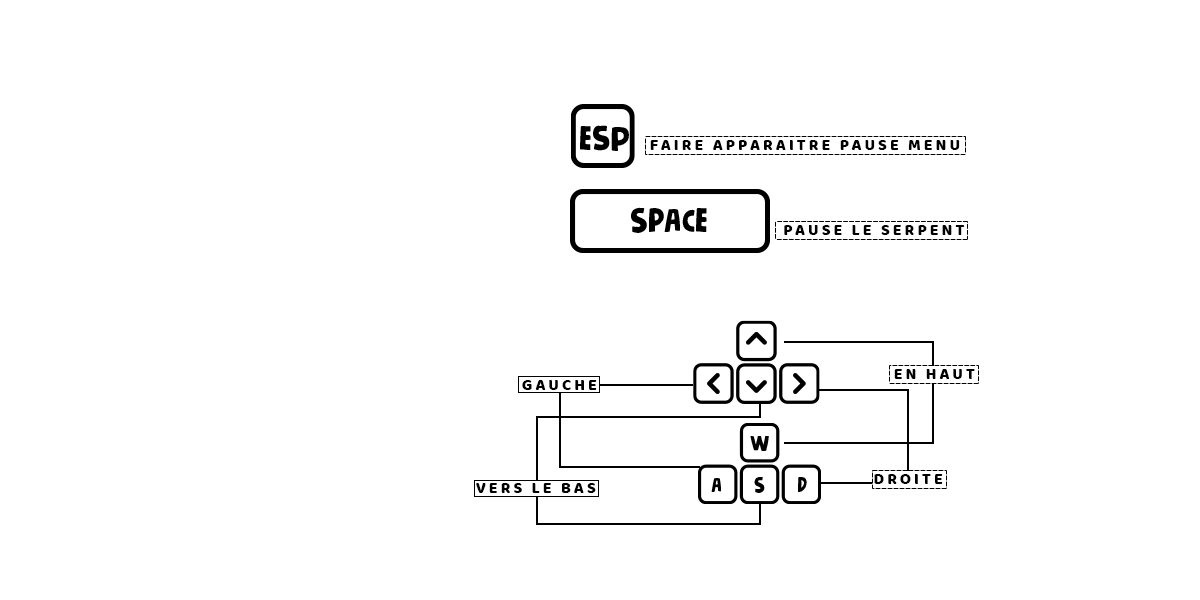 ESP FAIRE APPARAITRE PAUSE MENU
SPACE PAUSE LE SERPENT
EN HAUT
GAUCHE
W
A S D
DROITE
VERS LE BAS